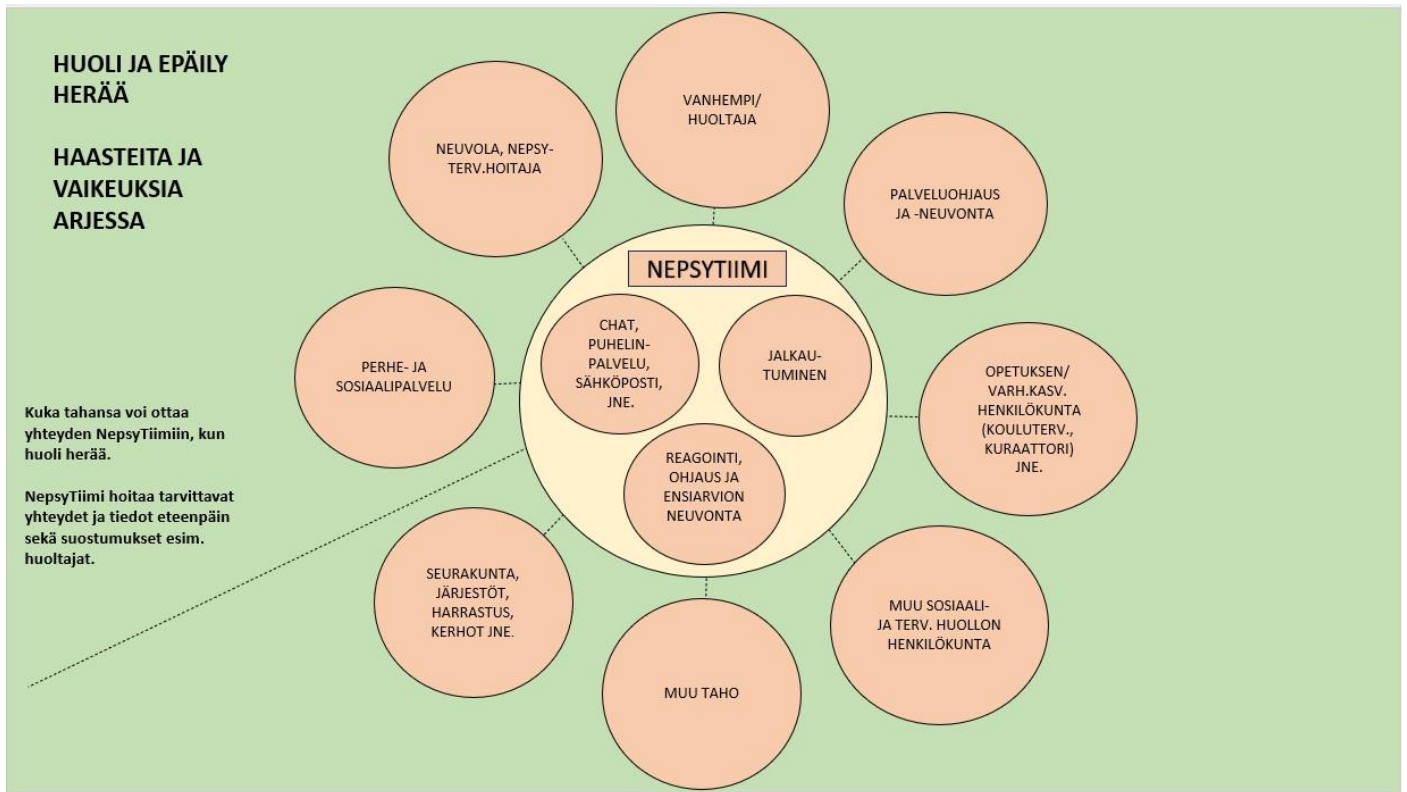 HUOLI JA EPÄILY
HERÄÄ
HAASTEITA JA
VAIKEUKSIA
ARJESSA
Kuka tahansa voi ottaa
yhteyden NepsyTiimiin, kun
huoli herää.
NepsyTiimi hoitaa tarvittavat
yhteydet ja tiedot eteenpäin
sekä suostumukset esim.
huoltajat.
VANHEMPI/
HUOLTAJA
NEUVOLA, NEPSY-
TERV.HOITAJA
PALVELUOHJAUS
JA -NEUVONTA
PERHE- JA
SOSIAALIPALVELU
NEPSYTIIMI
CHAT,
PUHELIN-
PALVELU,
SÄHKÖPOSTI,
JNE.
JALKAU-
TUMINEN
REAGOINTI,
OHJAUS JA
ENSIARVION
NEUVONTA
OPETUKSEN/
VARH.KASV.
HENKILÖKUNTA
(KOULUTERV.,
KURAATTORI)
JNE.
SEURAKUNTA,
JÄRJESTÖT,
HARRASTUS,
KERHOT JNE.
MUU TAHO
MUU SOSIAALI-
JA TERV. HUOLLON
HENKILÖKUNTA